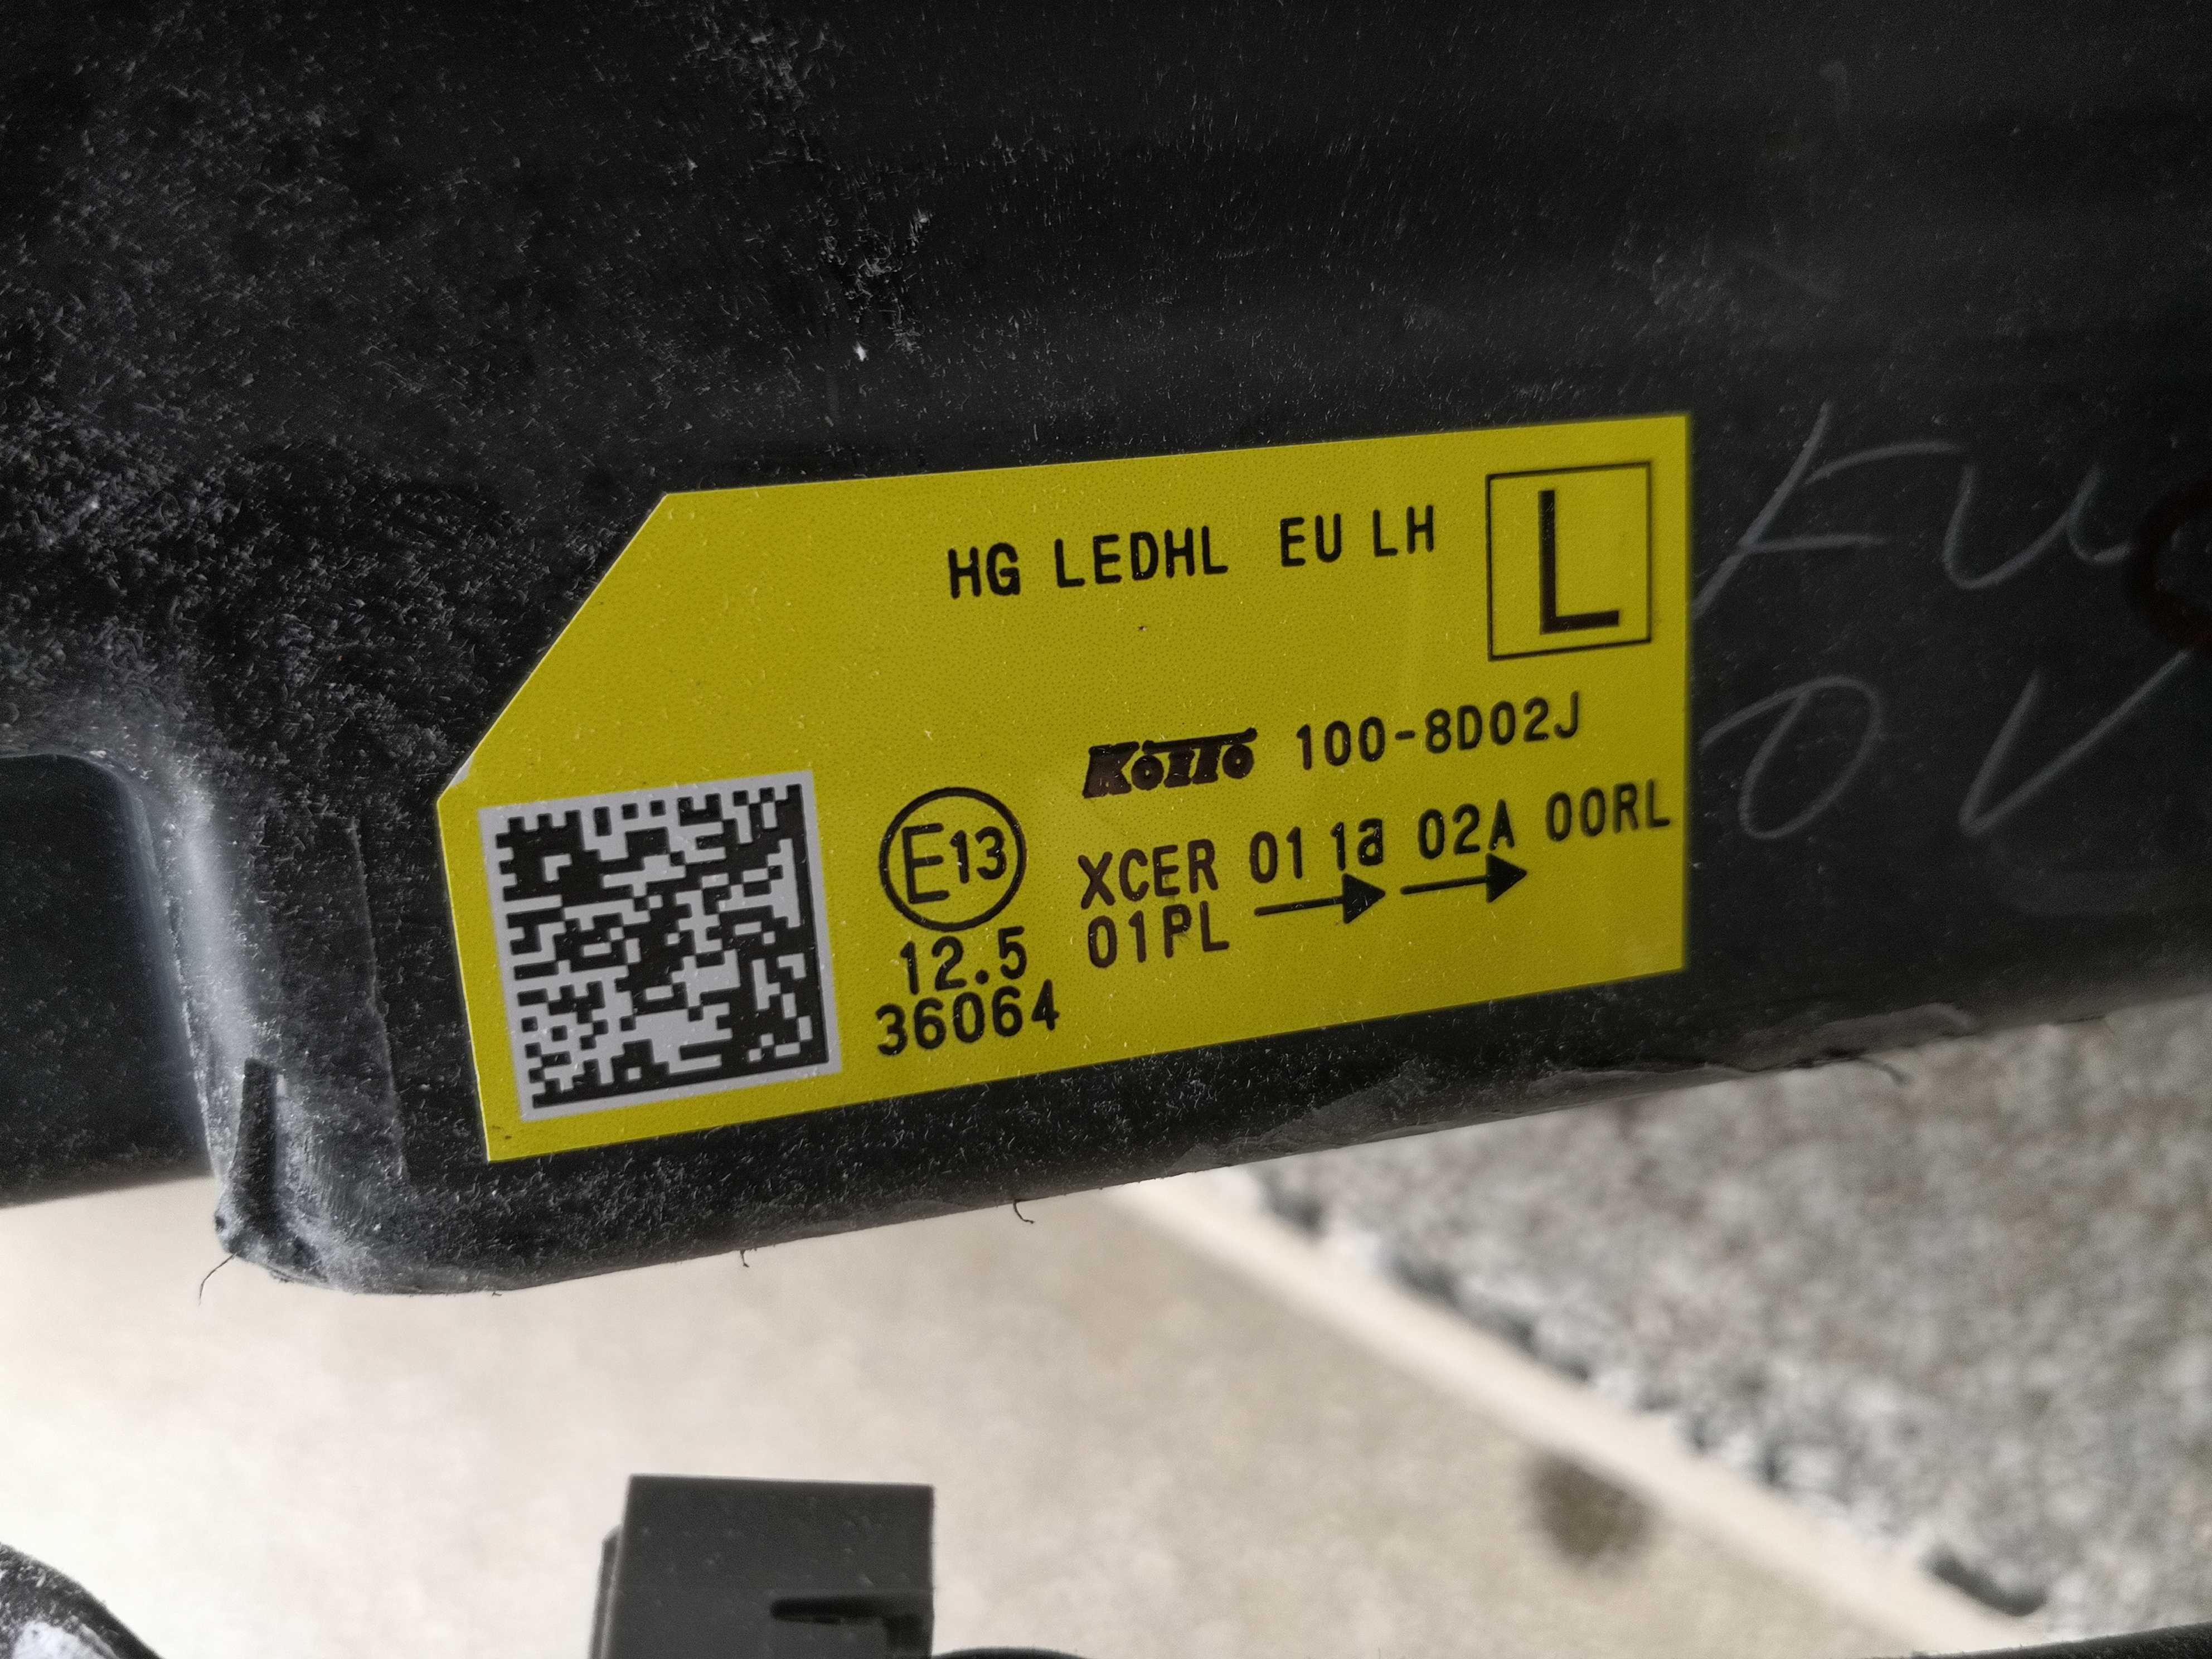 HG LEDHL EU LH
L
KOITO 100-8D02J
E13
XCER 01 1a 02A 00RL
01PL → →
12.5
36064